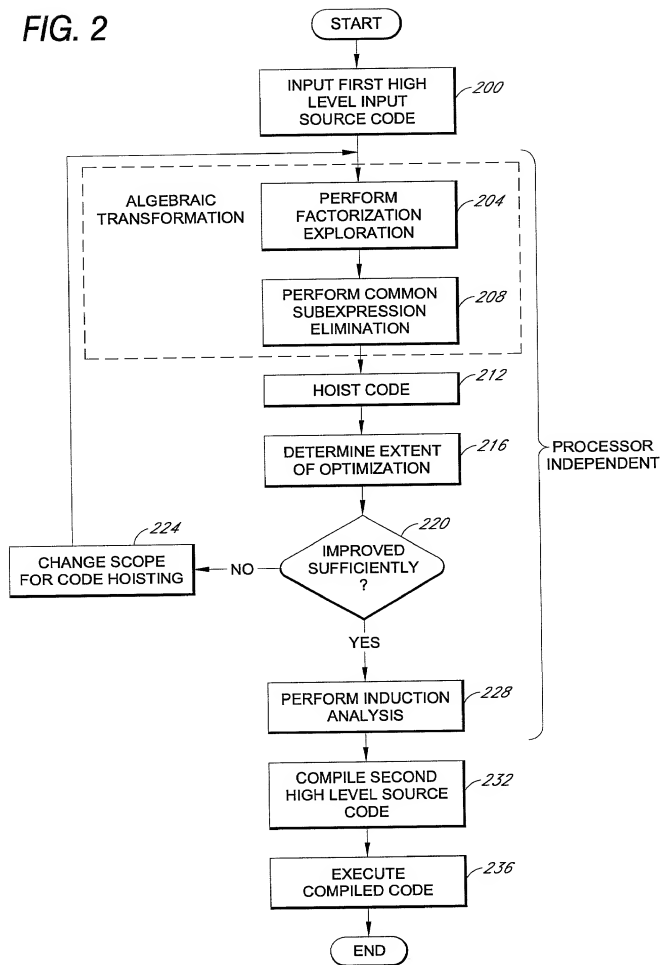 FIG. 2
START
INPUT FIRST HIGH
LEVEL INPUT
SOURCE CODE
200
ALGEBRAIC
TRANSFORMATION
PERFORM
FACTORIZATION
EXPLORATION
204
PERFORM COMMON
SUBEXPRESSION
ELIMINATION
208
HOIST CODE
212
DETERMINE EXTENT
OF OPTIMIZATION
216
PROCESSOR
INDEPENDENT
IMPROVED
SUFFICIENTLY
?
220
NO
CHANGE SCOPE
FOR CODE HOISTING
224
YES
PERFORM INDUCTION
ANALYSIS
228
COMPILE SECOND
HIGH LEVEL SOURCE
CODE
232
EXECUTE
COMPILED CODE
236
END